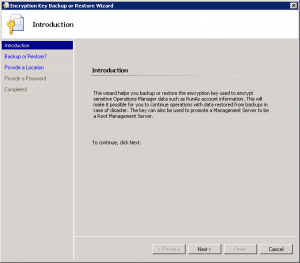 Encryption Key Backup or Restore Wizard
Introduction
Introduction
Backup or Restore?
Provide a Location
Provide a Password
Completed
Introduction
This wizard helps you backup or restore the encryption key used to encrypt
sensitive Operations Manager data such as RunAs account information. This will
make it possible for you to continue operations with data restored from backups in
case of disaster. The key can also be used to promote a Management Server to be
a Root Management Server.
To continue, click Next.
< Previous
Next >
Finish
Cancel